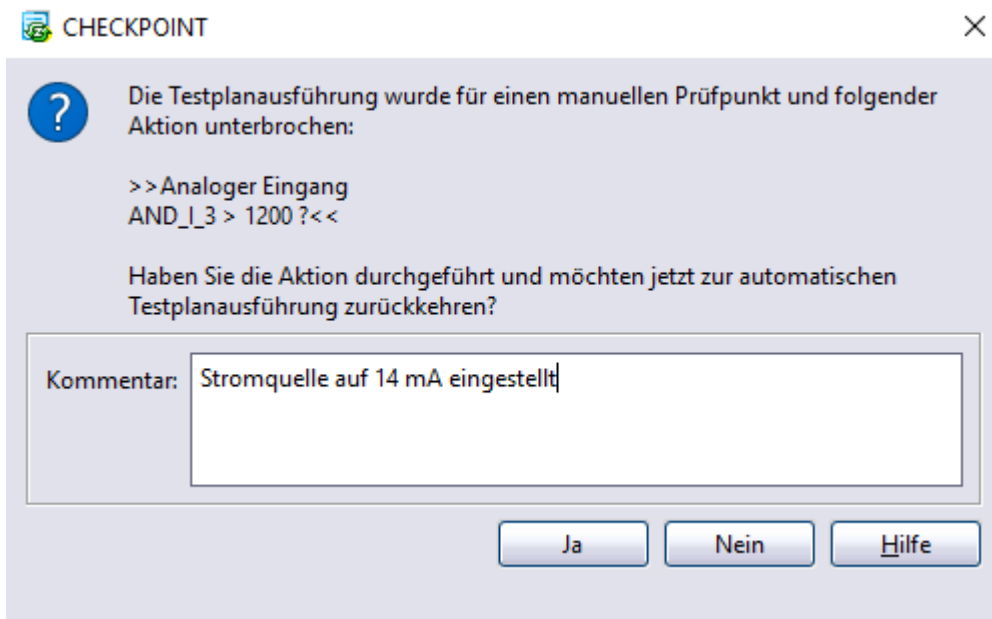 CHECKPOINT
Die Testplanausführung wurde für einen manuellen Prüfpunkt und folgender
Aktion unterbrochen:
>>Analoger Eingang
AND_I_3 > 1200 ?<<
Haben Sie die Aktion durchgeführt und möchten jetzt zur automatischen
Testplanausführung zurückkehren?
Kommentar: Stromquelle auf 14 mA eingestellt
Ja Nein Hilfe